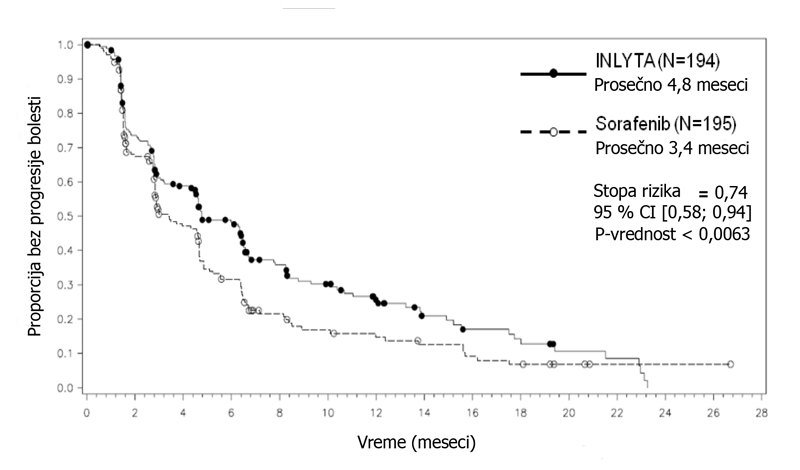 INLYTA (N=194)
Prosečno 4,8 meseci
Sorafenib (N=195)
Prosečno 3,4 meseci
Stopa rizika = 0,74
95 % CI [0,58; 0,94]
P-vrednost < 0,0063
Proporcija bez progresije bolesti
1.0
0.9
0.8
0.7
0.6
0.5
0.4
0.3
0.2
0.1
0.0
0 2 4 6 8 10 12 14 16 18 20 22 24 26 28
Vreme (meseci)